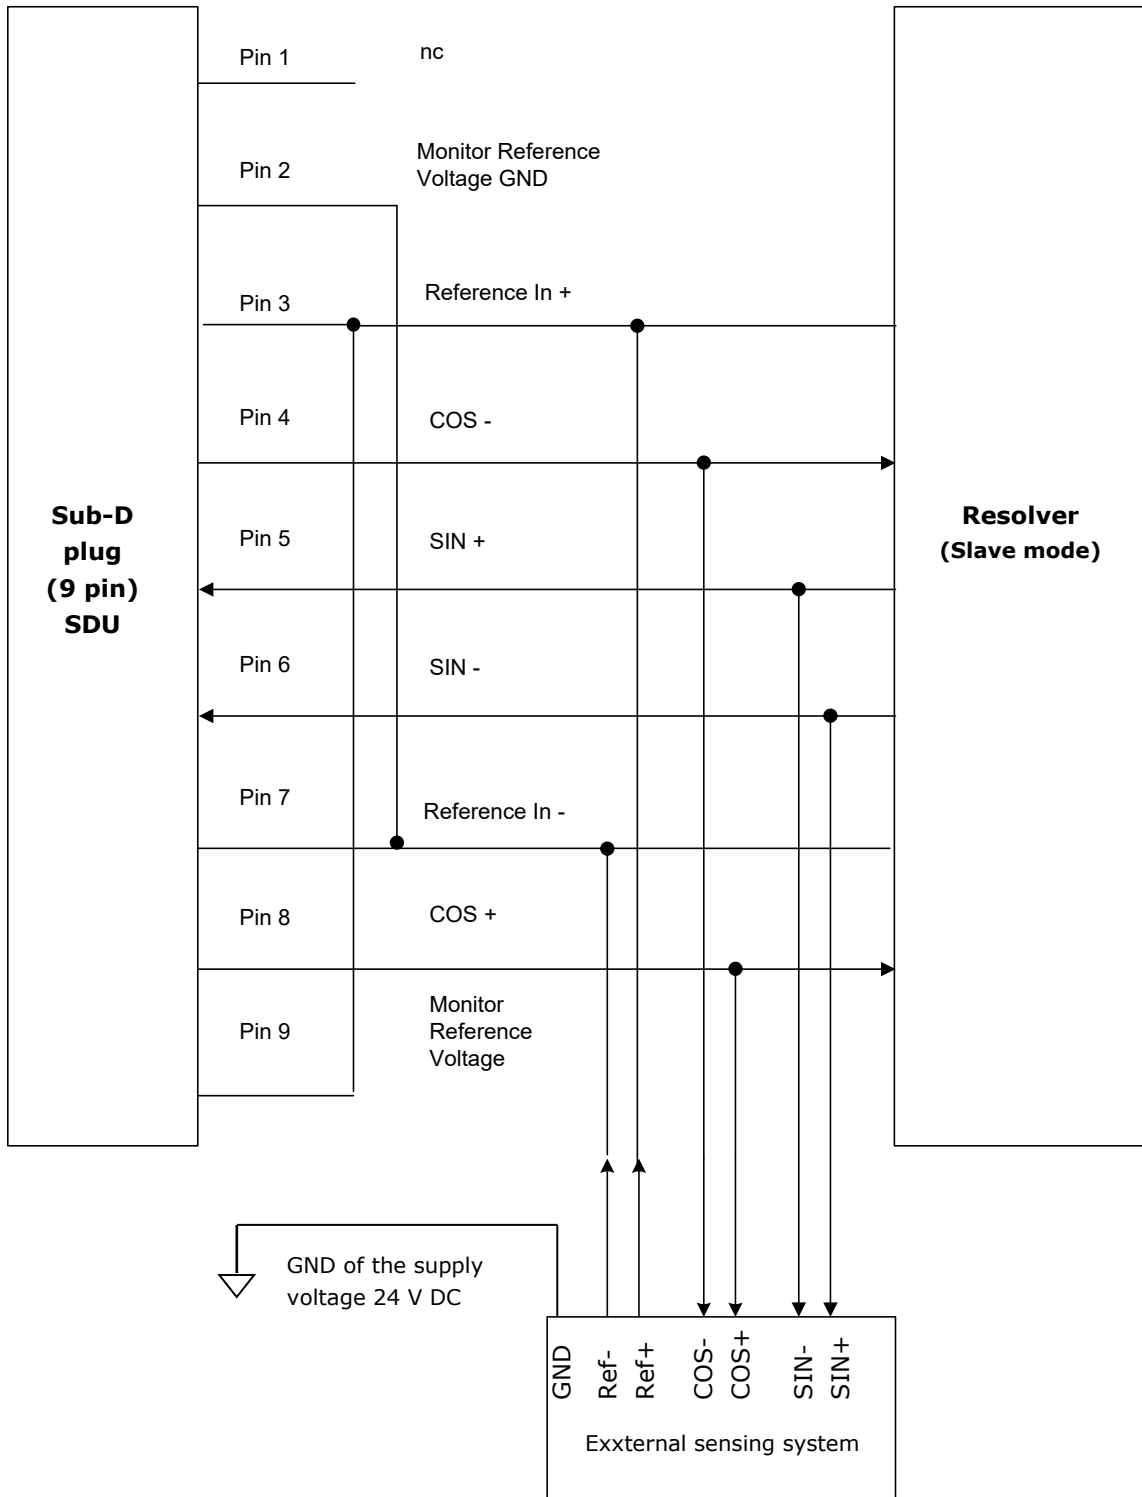 Pin 1
nc
Pin 2
Monitor Reference
Voltage GND
Pin 3
Reference In +
Pin 4
COS -
Sub-D
plug
(9 pin)
SDU
Pin 5
SIN +
Resolver
(Slave mode)
Pin 6
SIN -
Pin 7
Reference In -
Pin 8
COS +
Pin 9
Monitor
Reference
Voltage
GND of the supply
voltage 24 V DC
GND
Ref-
Ref+
COS-
COS+
SIN-
SIN+
Exxternal sensing system